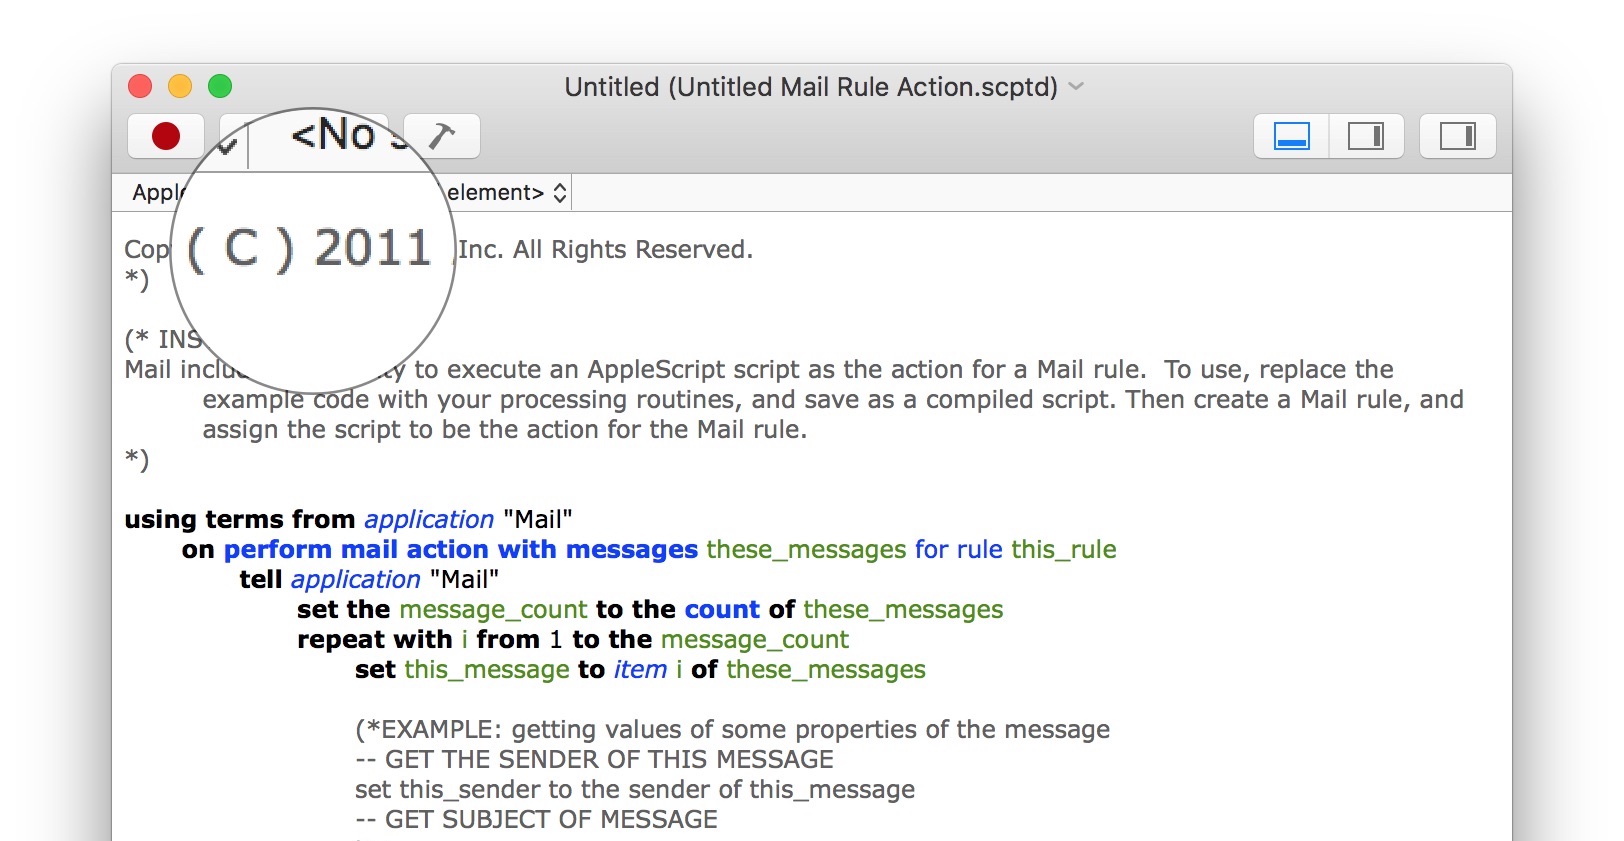 Untitled (Untitled Mail Rule Action.scptd)
<No
element>
( C ) 2011 Inc. All Rights Reserved.
*)
(*
Mail to execute an AppleScript script as the action for a Mail rule. To use, replace the
example code with your processing routines, and save as a compiled script. Then create a Mail rule, and
assign the script to be the action for the Mail rule.
*)
using terms from application "Mail"
on perform mail action with messages these_messages for rule this_rule
tell application "Mail"
set the message_count to the count of these_messages
repeat with i from 1 to the message_count
set this_message to item i of these_messages
(*EXAMPLE: getting values of some properties of the message
-- GET THE SENDER OF THIS MESSAGE
set this_sender to the sender of this_message
-- GET SUBJECT OF MESSAGE